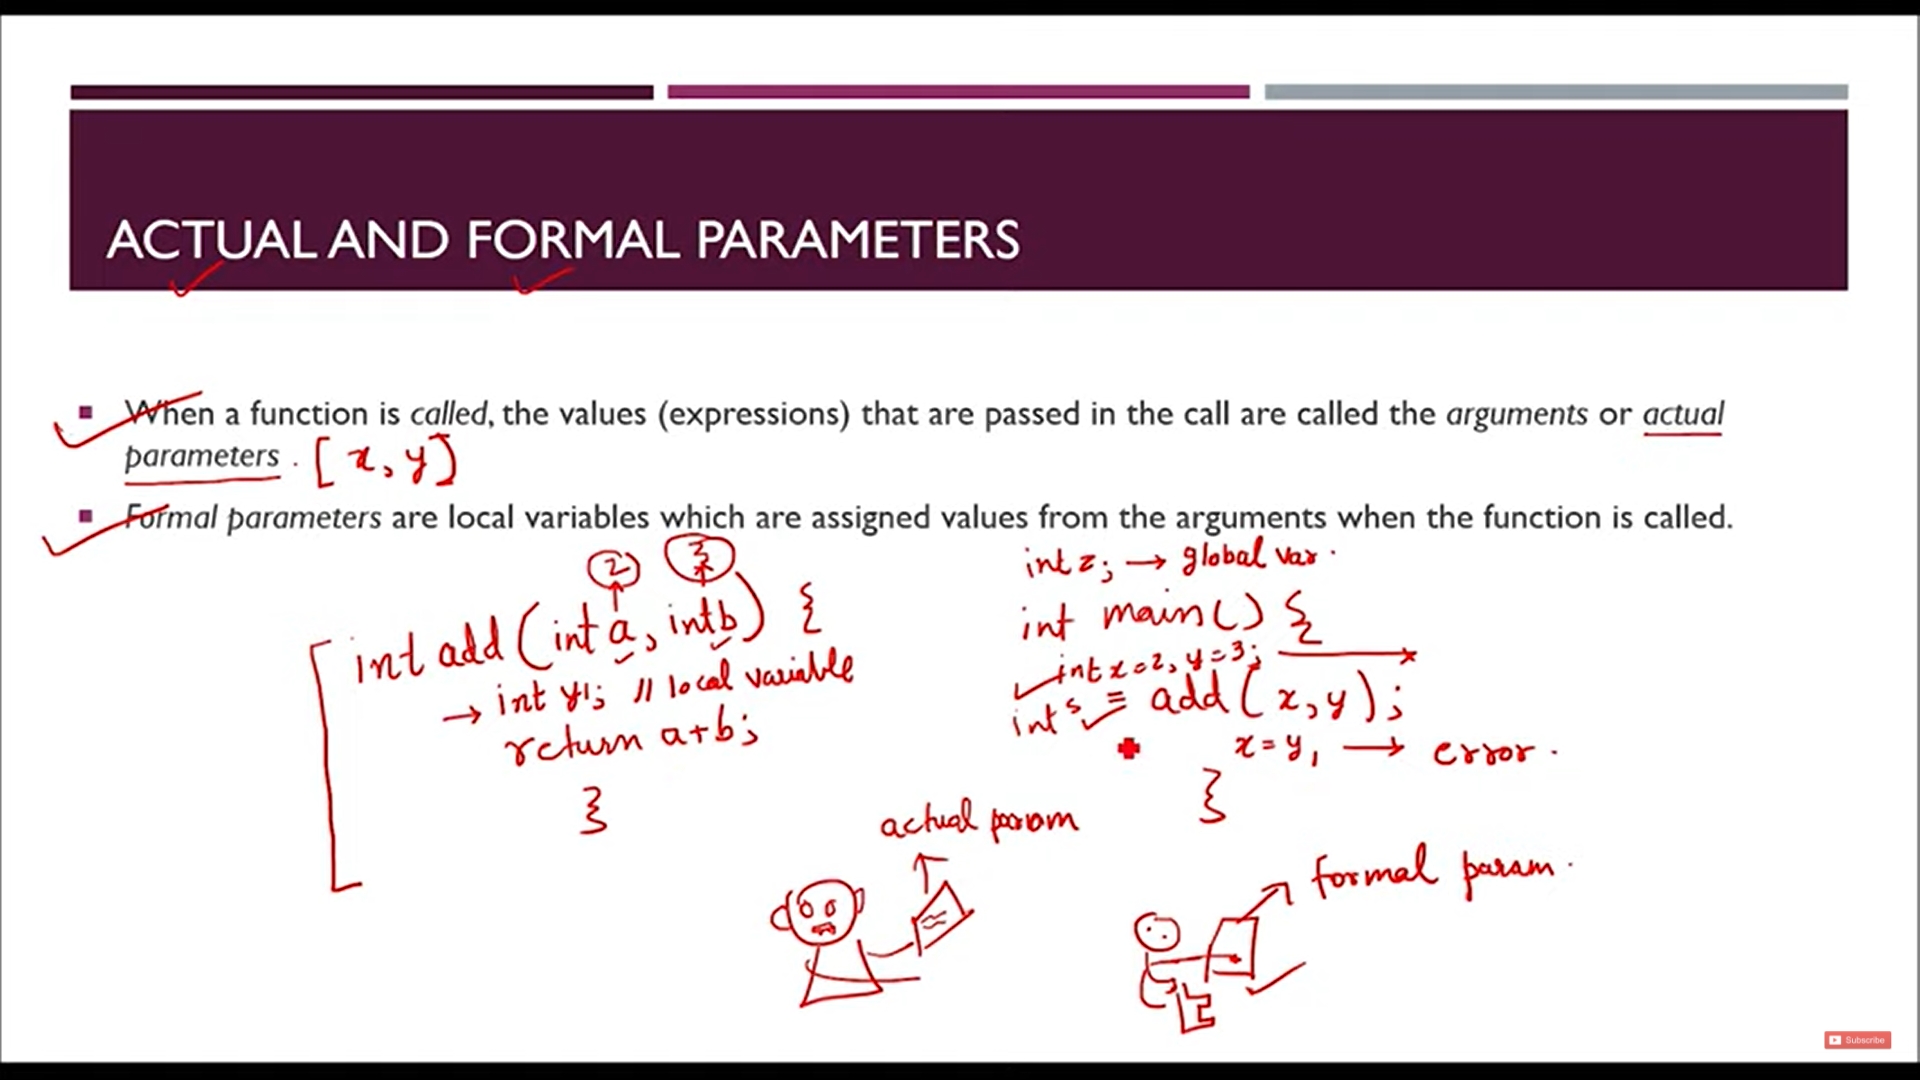 ACTUAL AND FORMAL PARAMETERS
When a function is called, the values (expressions) that are passed in the call are called the arguments or actual
parameters . [ x, y ]
Formal parameters are local variables which are assigned values from the arguments when the function is called.
2 3
int add (int a, int b) {
→ int y1; // local variable
return a+b;
}
int z; → global var.
int main() {
int x=2, y=3;
int s = add(x, y);
x = y1 → error.
}
actual param
formal param.
Subscribe